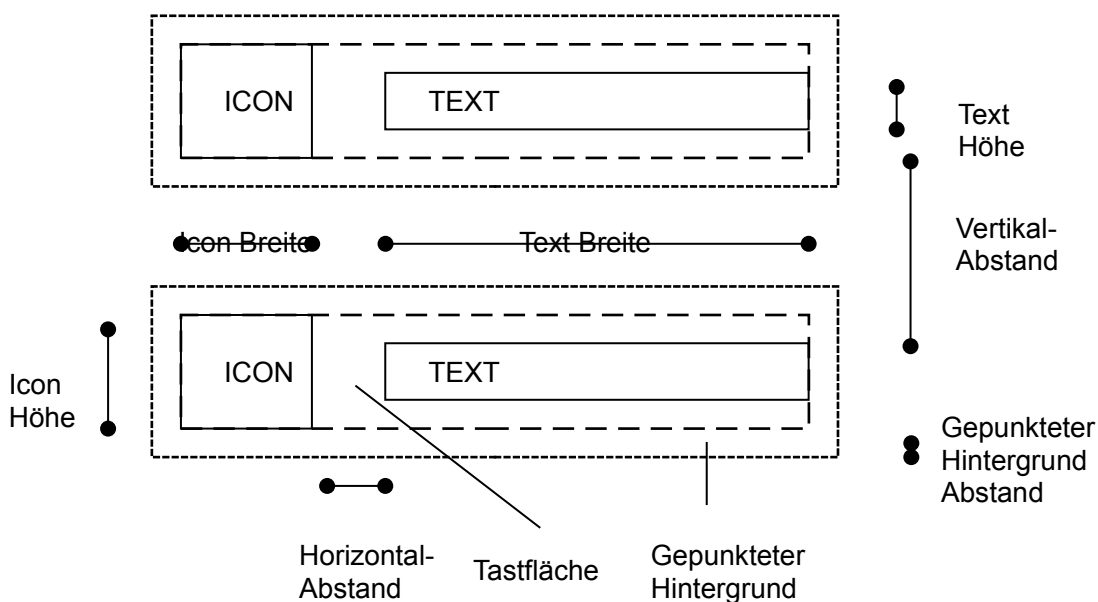 ICON
TEXT
Text
Höhe
Icon Breite
Text Breite
Vertikal-
Abstand
ICON
TEXT
Icon
Höhe
Gepunkteter
Hintergrund
Abstand
Horizontal-
Abstand
Tastfläche
Gepunkteter
Hintergrund